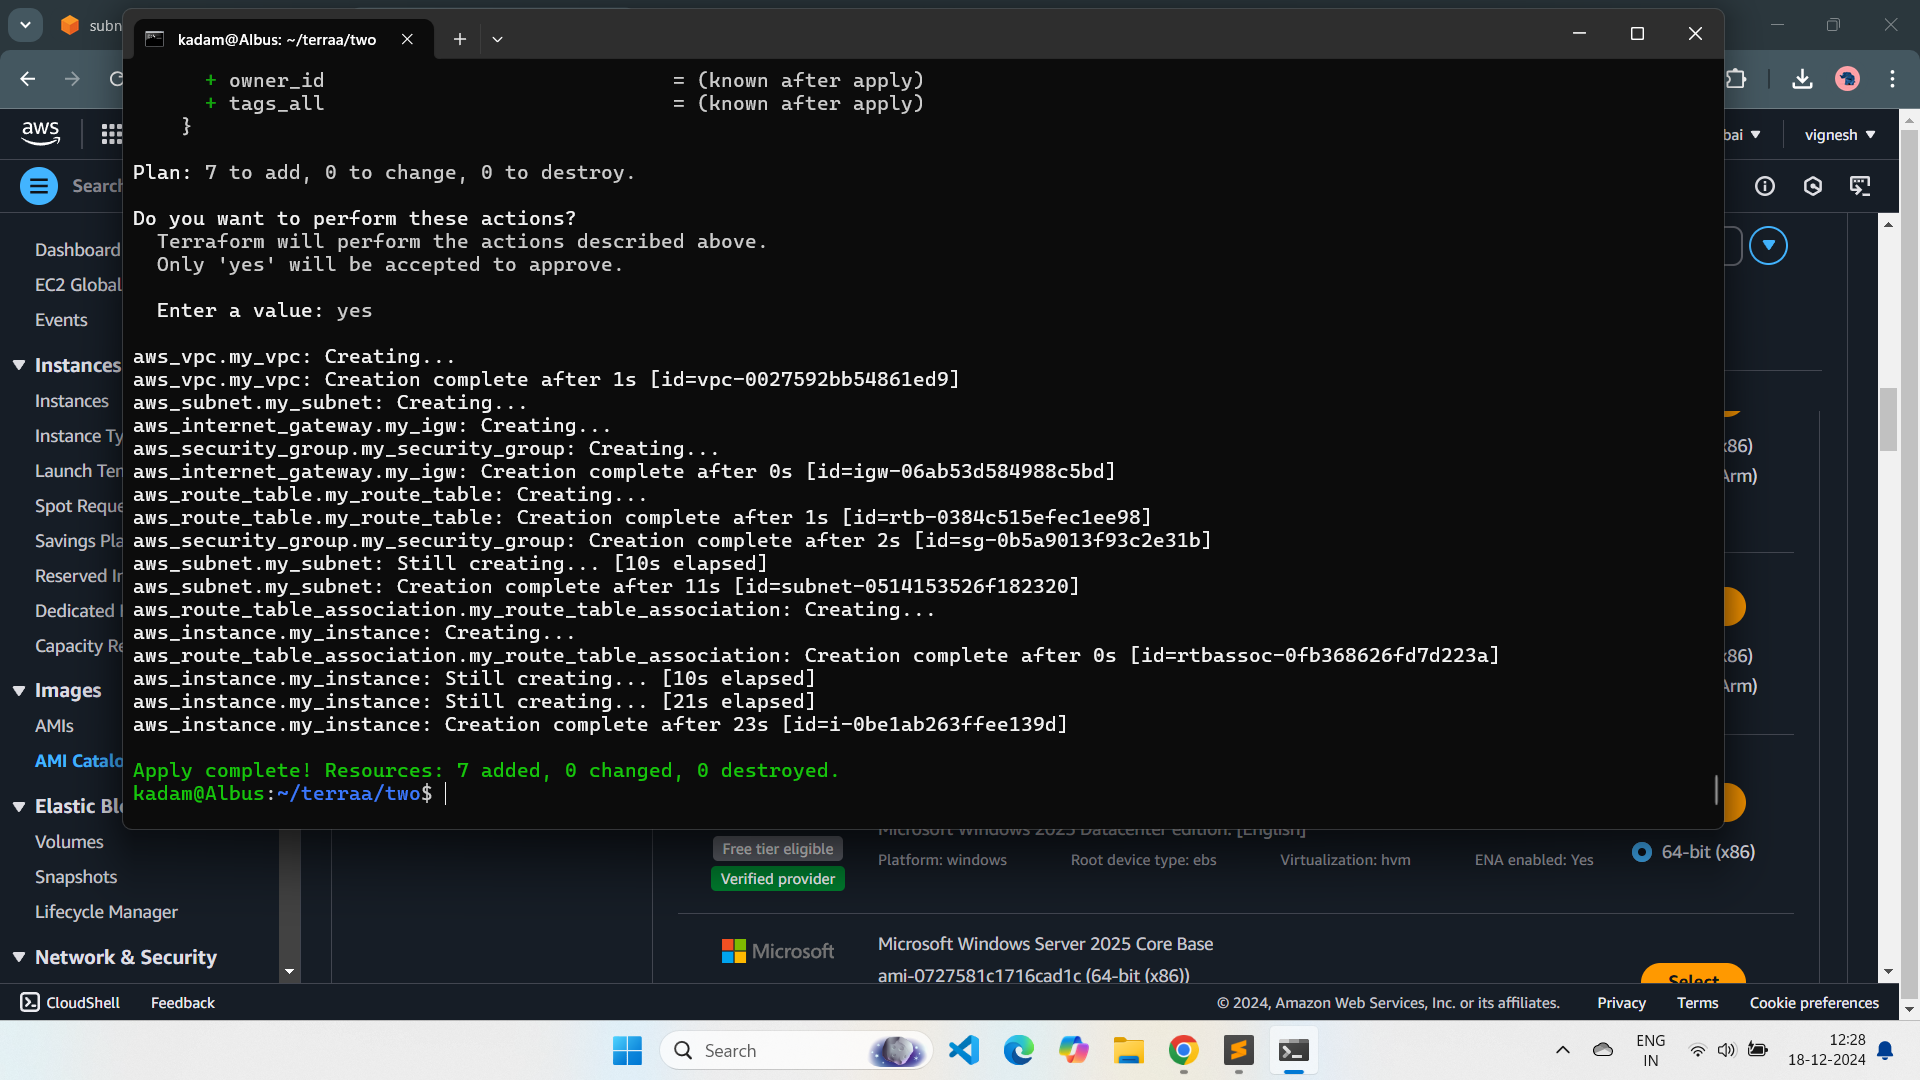 subn
kadam@Albus: ~/terraa/two
+ owner_id = (known after apply)
+ tags_all = (known after apply)
}
Plan: 7 to add, 0 to change, 0 to destroy.
Do you want to perform these actions?
Terraform will perform the actions described above.
Only 'yes' will be accepted to approve.
Enter a value: yes
aws_vpc.my_vpc: Creating...
aws_vpc.my_vpc: Creation complete after 1s [id=vpc-0027592bb54861ed9]
aws_subnet.my_subnet: Creating...
aws_internet_gateway.my_igw: Creating...
aws_security_group.my_security_group: Creating...
aws_internet_gateway.my_igw: Creation complete after 0s [id=igw-06ab53d584988c5bd]
aws_route_table.my_route_table: Creating...
aws_route_table.my_route_table: Creation complete after 1s [id=rtb-0384c515efec1ee98]
aws_security_group.my_security_group: Creation complete after 2s [id=sg-0b5a9013f93c2e31b]
aws_subnet.my_subnet: Still creating... [10s elapsed]
aws_subnet.my_subnet: Creation complete after 11s [id=subnet-0514153526f182320]
aws_route_table_association.my_route_table_association: Creating...
aws_instance.my_instance: Creating...
aws_route_table_association.my_route_table_association: Creation complete after 0s [id=rtbassoc-0fb368626fd7d223a]
aws_instance.my_instance: Still creating... [10s elapsed]
aws_instance.my_instance: Still creating... [21s elapsed]
aws_instance.my_instance: Creation complete after 23s [id=i-0be1ab263ffee139d]
Apply complete! Resources: 7 added, 0 changed, 0 destroyed.
kadam@Albus:~/terraa/two$
aws
bai
vignesh
Search
Dashboard
EC2 Global
Events
Instances
Instances
Instance Ty
Launch Tem
Spot Reque
Savings Pla
Reserved In
Dedicated
Capacity Re
Images
AMIs
AMI Catalo
Elastic Blo
Volumes
Snapshots
Lifecycle Manager
Network & Security
x86)
Arm)
x86)
Arm)
Microsoft Windows 2025 Datacenter edition. [English]
Free tier eligible
Verified provider
Platform: windows
Root device type: ebs
Virtualization: hvm
ENA enabled: Yes
64-bit (x86)
Microsoft
Microsoft Windows Server 2025 Core Base
ami-0727581c1716cad1c (64-bit (x86))
Select
CloudShell
Feedback
© 2024, Amazon Web Services, Inc. or its affiliates.
Privacy
Terms
Cookie preferences
Search
ENG
IN
12:28
18-12-2024